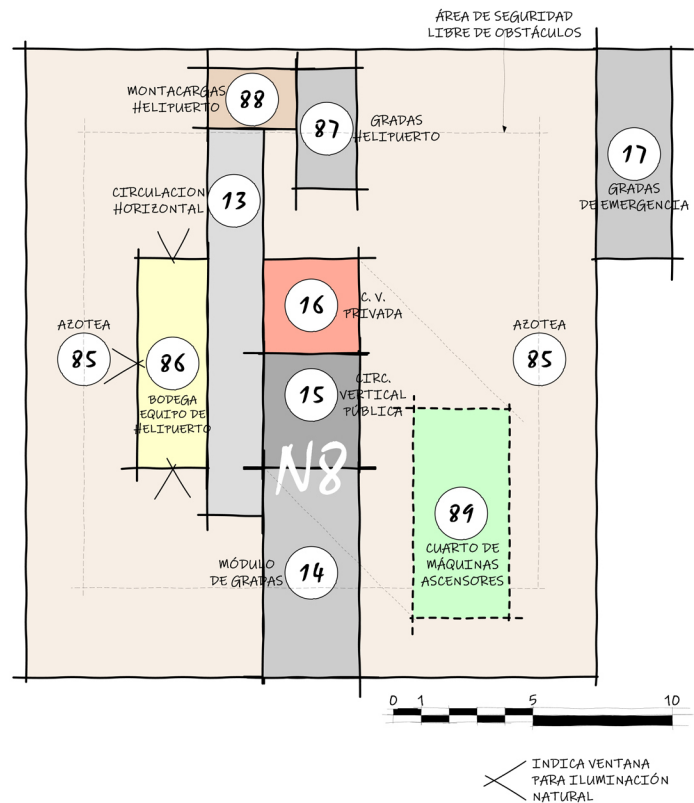 ÁREA DE SEGURIDAD
LIBRE DE OBSTÁCULOS
MONTACARGAS
HELIPUERTO
88
87
GRADAS
HELIPUERTO
17
GRADAS
DE EMERGENCIA
CIRCULACION
HORIZONTAL
13
16
C. V.
PRIVADA
AZOTEA
85
86
BODEGA
EQUIPO DE
HELIPUERTO
15
CIRC.
VERTICAL
PÚBLICA
AZOTEA
85
N8
89
CUARTO DE
MÁQUINAS
ASCENSORES
MÓDULO
DE GRADAS
14
0 1 5 10
INDICA VENTANA
PARA ILUMINACIÓN
NATURAL